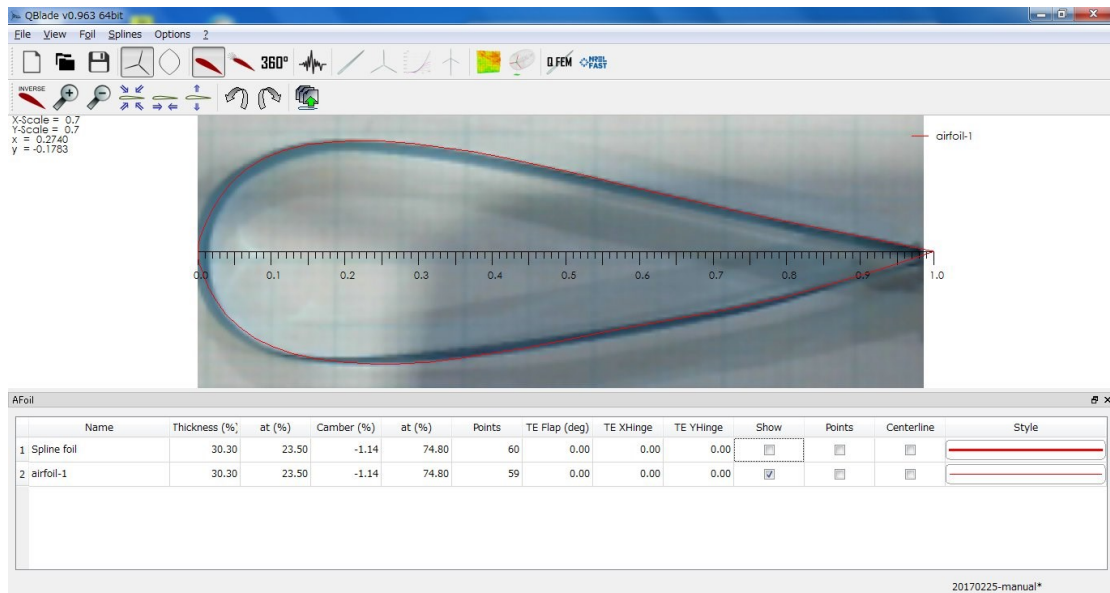 QBlade v0.963 64bit
File View Foil Splines Options ?
360° Q FEM NREL FAST
INVERSE
X-Scale = 0.7
Y-Scale = 0.7
x = 0.2740
y = -0.1783
airfoil-1
0.0 0.1 0.2 0.3 0.4 0.5 0.6 0.7 0.8 0.9 1.0
AFoil
Name Thickness (%) at (%) Camber (%) at (%) Points TE Flap (deg) TE XHinge TE YHinge Show Points Centerline Style
1 Spline foil 30.30 23.50 -1.14 74.80 60 0.00 0.00 0.00
2 airfoil-1 30.30 23.50 -1.14 74.80 59 0.00 0.00 0.00
20170225-manual*